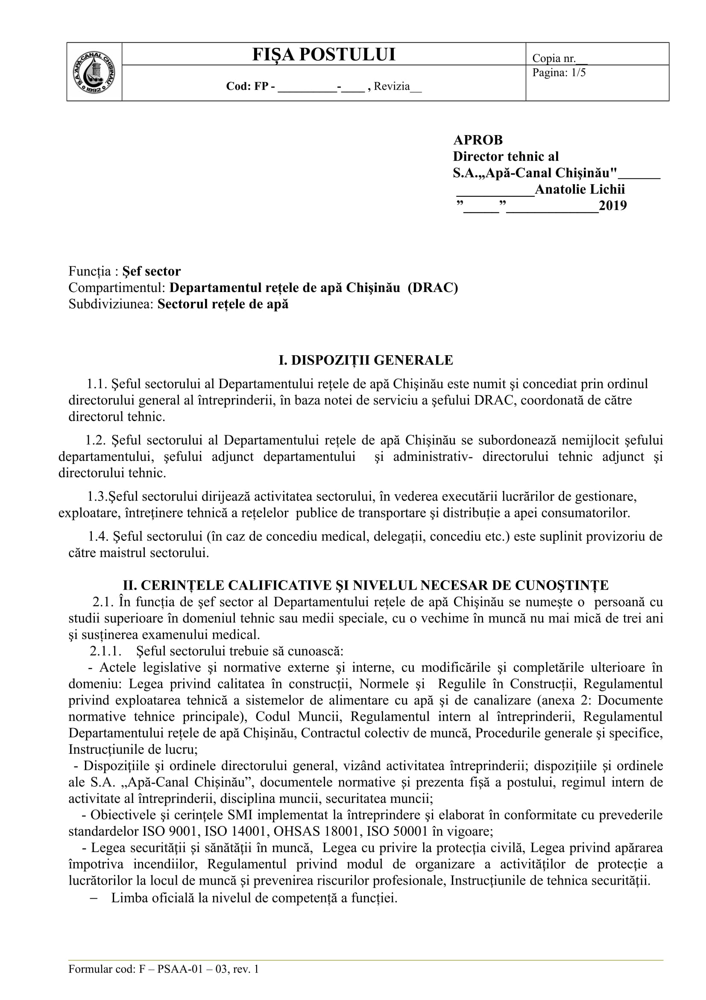 S.A. "APĂ-CANAL CHIŞINĂU"
1892
FIȘA POSTULUI
Copia nr.__
Cod: FP - __________-____ , Revizia__
Pagina: 1/5
APROB
Director tehnic al
S.A.„Apă-Canal Chişinău"______
___________Anatolie Lichii
”_____”_____________2019
Funcția : Şef sector
Compartimentul: Departamentul rețele de apă Chişinău (DRAC)
Subdiviziunea: Sectorul rețele de apă
I. DISPOZIȚII GENERALE
1.1. Şeful sectorului al Departamentului rețele de apă Chişinău este numit şi concediat prin ordinul
directorului general al întreprinderii, în baza notei de serviciu a şefului DRAC, coordonată de către
directorul tehnic.
1.2. Şeful sectorului al Departamentului rețele de apă Chişinău se subordonează nemijlocit şefului
departamentului, şefului adjunct departamentului şi administrativ- directorului tehnic adjunct şi
directorului tehnic.
1.3.Şeful sectorului dirijează activitatea sectorului, în vederea executării lucrărilor de gestionare,
exploatare, întreținere tehnică a rețelelor publice de transportare şi distribuție a apei consumatorilor.
1.4. Şeful sectorului (în caz de concediu medical, delegații, concediu etc.) este suplinit provizoriu de
către maistrul sectorului.
II. CERINȚELE CALIFICATIVE ŞI NIVELUL NECESAR DE CUNOŞTINȚE
2.1. În funcția de şef sector al Departamentului rețele de apă Chişinău se numeşte o persoană cu
studii superioare în domeniul tehnic sau medii speciale, cu o vechime în muncă nu mai mică de trei ani
şi susținerea examenului medical.
2.1.1. Şeful sectorului trebuie să cunoască:
- Actele legislative şi normative externe şi interne, cu modificările şi completările ulterioare în
domeniu: Legea privind calitatea în construcții, Normele şi Regulile în Construcții, Regulamentul
privind exploatarea tehnică a sistemelor de alimentare cu apă şi de canalizare (anexa 2: Documente
normative tehnice principale), Codul Muncii, Regulamentul intern al întreprinderii, Regulamentul
Departamentului rețele de apă Chişinău, Contractul colectiv de muncă, Procedurile generale şi specifice,
Instrucțiunile de lucru;
- Dispozițiile şi ordinele directorului general, vizând activitatea întreprinderii; dispozițiile și ordinele
ale S.A. „Apă-Canal Chișinău”, documentele normative și prezenta fișă a postului, regimul intern de
activitate al întreprinderii, disciplina muncii, securitatea muncii;
- Obiectivele şi cerințele SMI implementat la întreprindere şi elaborat în conformitate cu prevederile
standardelor ISO 9001, ISO 14001, OHSAS 18001, ISO 50001 în vigoare;
- Legea securității și sănătății în muncă, Legea cu privire la protecția civilă, Legea privind apărarea
împotriva incendiilor, Regulamentul privind modul de organizare a activităților de protecție a
lucrătorilor la locul de muncă și prevenirea riscurilor profesionale, Instrucțiunile de tehnica securității.
– Limba oficială la nivelul de competență a funcției.
Formular cod: F – PSAA-01 – 03, rev. 1